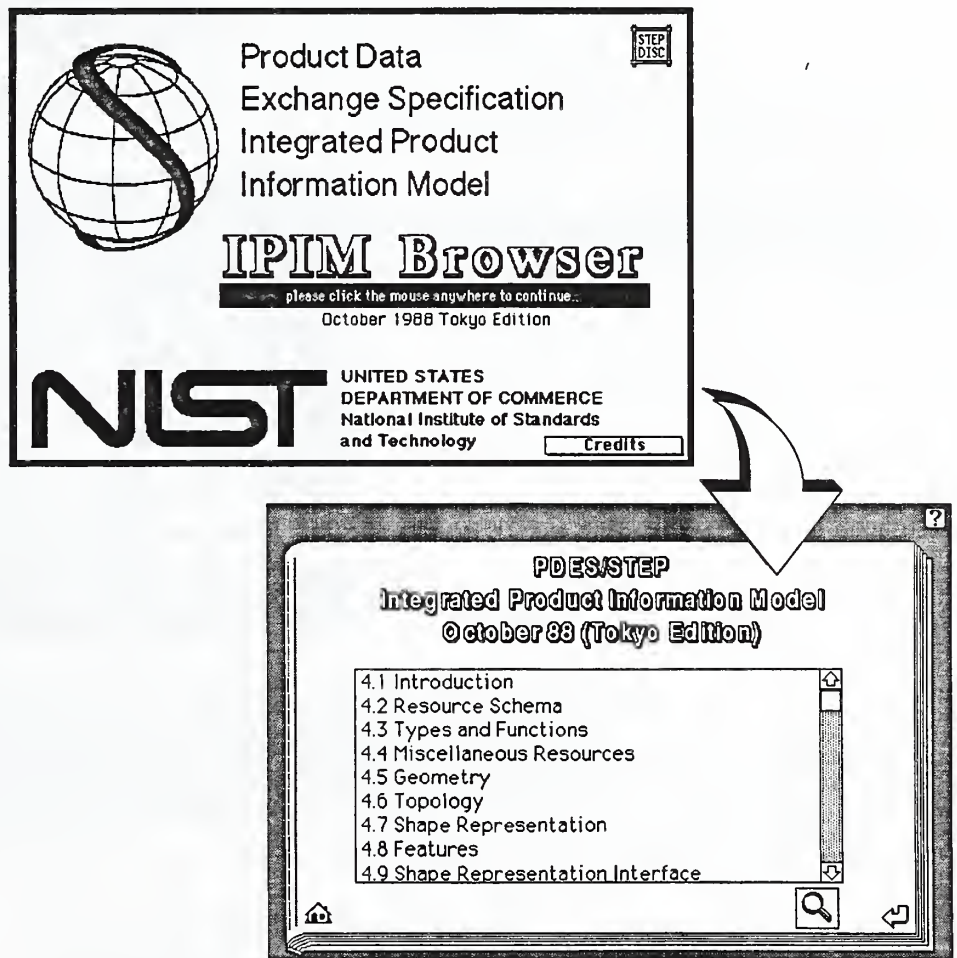 Product Data
Exchange Specification
Integrated Product
Information Model
STEP
DISC
IPIM Browser
please click the mouse anywhere to continue...
October 1988 Tokyo Edition
NIST
UNITED STATES
DEPARTMENT OF COMMERCE
National Institute of Standards
and Technology
Credits
?
PDES/STEP
Integrated Product Information Model
October 88 (Tokyo Edition)
4.1 Introduction
4.2 Resource Schema
4.3 Types and Functions
4.4 Miscellaneous Resources
4.5 Geometry
4.6 Topology
4.7 Shape Representation
4.8 Features
4.9 Shape Representation Interface